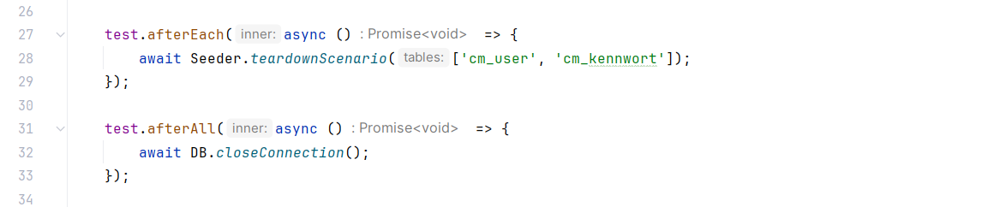 26
27 test.afterEach( inner: async () : Promise<void> => {
28 await Seeder.teardownScenario( tables: ['cm_user', 'cm_kennwort']);
29 });
30
31 test.afterAll( inner: async () : Promise<void> => {
32 await DB.closeConnection();
33 });
34